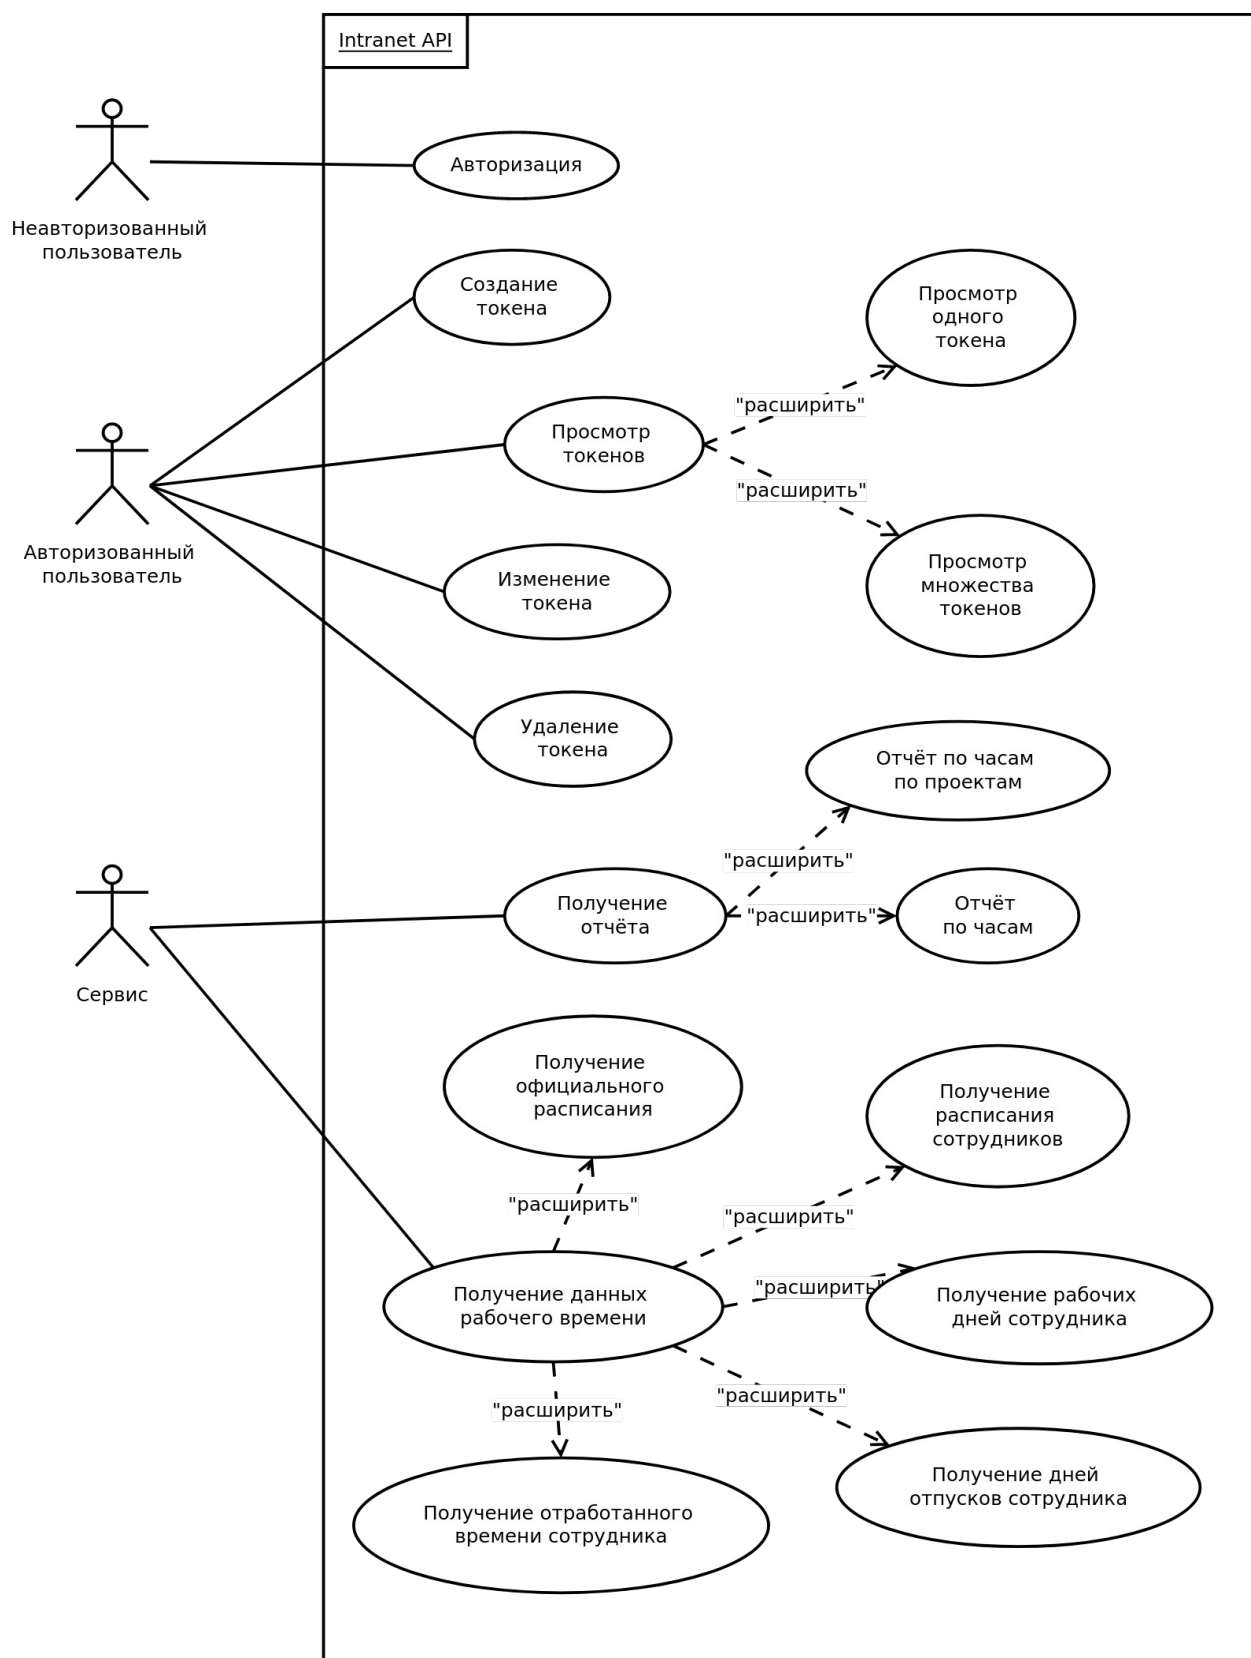 Intranet API
Неавторизованный
пользователь
Авторизация
Создание
токена
Просмотр
одного
токена
"расширить"
Просмотр
токенов
"расширить"
Авторизованный
пользователь
Просмотр
множества
токенов
Изменение
токена
Удаление
токена
Отчёт по часам
по проектам
"расширить"
Получение
отчёта
"расширить"
Отчёт
по часам
Сервис
Получение
официального
расписания
Получение
расписания
сотрудников
"расширить"
"расширить"
Получение данных
рабочего времени
"расширить"
Получение рабочих
дней сотрудника
"расширить"
"расширить"
Получение дней
отпусков сотрудника
Получение отработанного
времени сотрудника